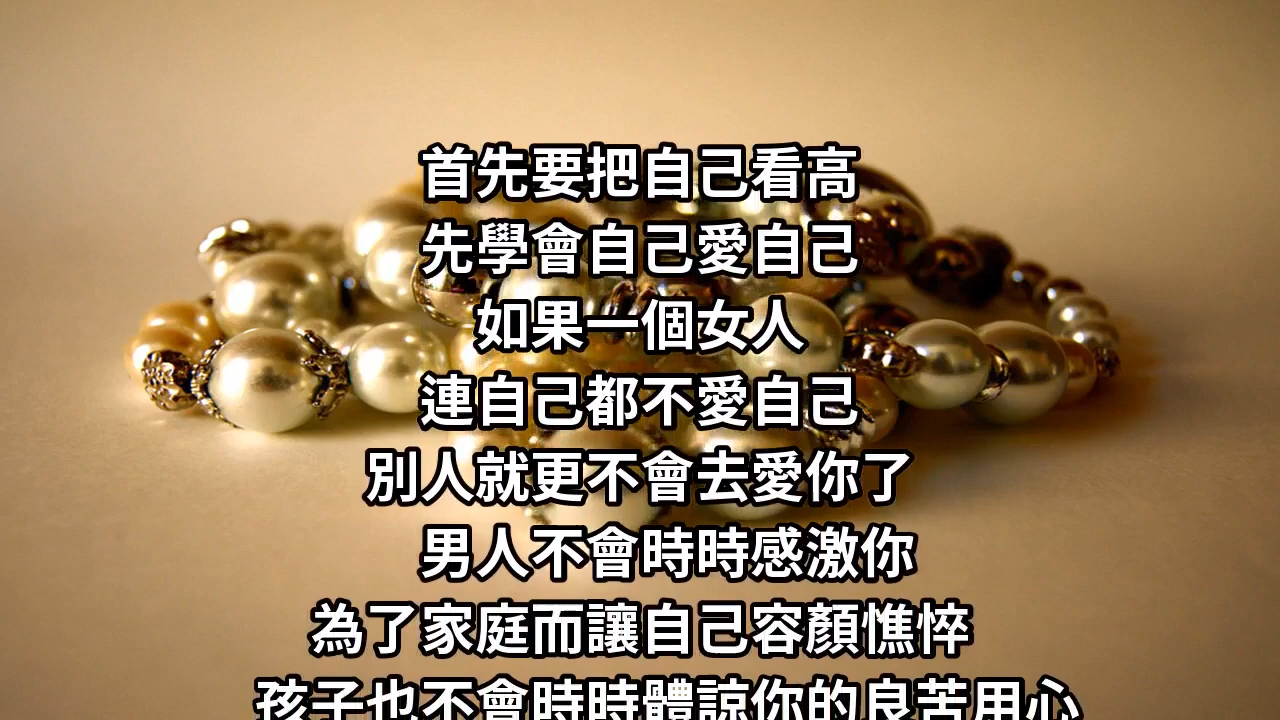 首先要把自己看高
先學會自己愛自己
如果一個女人
連自己都不愛自己
別人就更不會去愛你了
男人不會時時感激你
為了家庭而讓自己容顏憔悴
孩子也不會時時體諒你的良苦用心